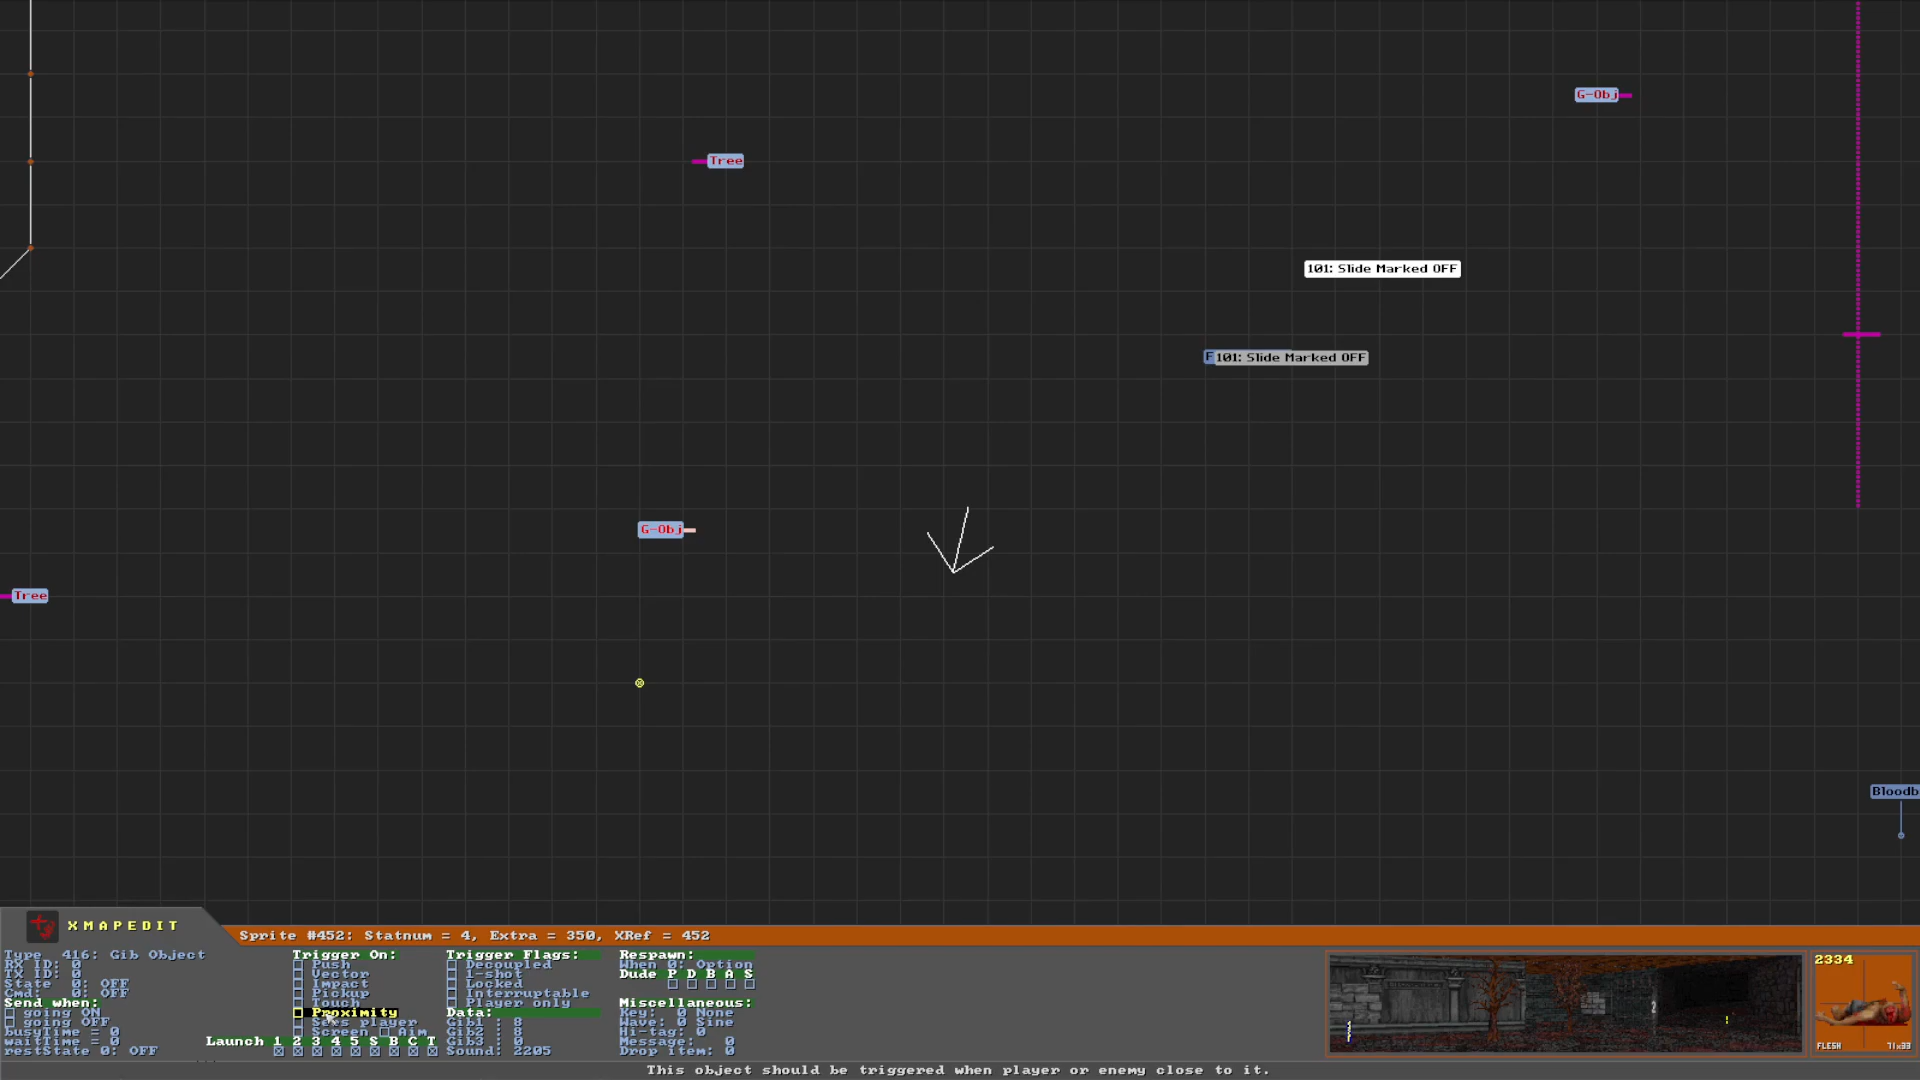 G-Obj
Tree
101: Slide Marked OFF
F 101: Slide Marked OFF
G-Obj
Tree
Bloodb
XMAPEDIT
Sprite #452: Statnum = 4, Extra = 350, XRef = 452
Type 416: Gib Object
RX ID: 0
TX ID: 0
State 0: OFF
Cmd: 0: OFF
Send when:
going ON
going OFF
busyTime = 0
waitTime = 0
restState 0: OFF
Trigger On:
Push
Vector
Impact
Pickup
Touch
Proximity
Sees player
Screen Aim
Launch 1 2 3 4 5 S B C T
Trigger Flags:
Decoupled
1-shot
Locked
Interruptable
Player only
Data:
Gib1 : 8
Gib2 : 8
Gib3 : 0
Sound: 2205
Respawn:
When 0: Option
Dude P D B A S
Miscellaneous:
Key: 0 None
Wave: 0 Sine
Hi-tag: 0
Message: 0
Drop item: 0
2334
FLESH 71x33
This object should be triggered when player or enemy close to it.